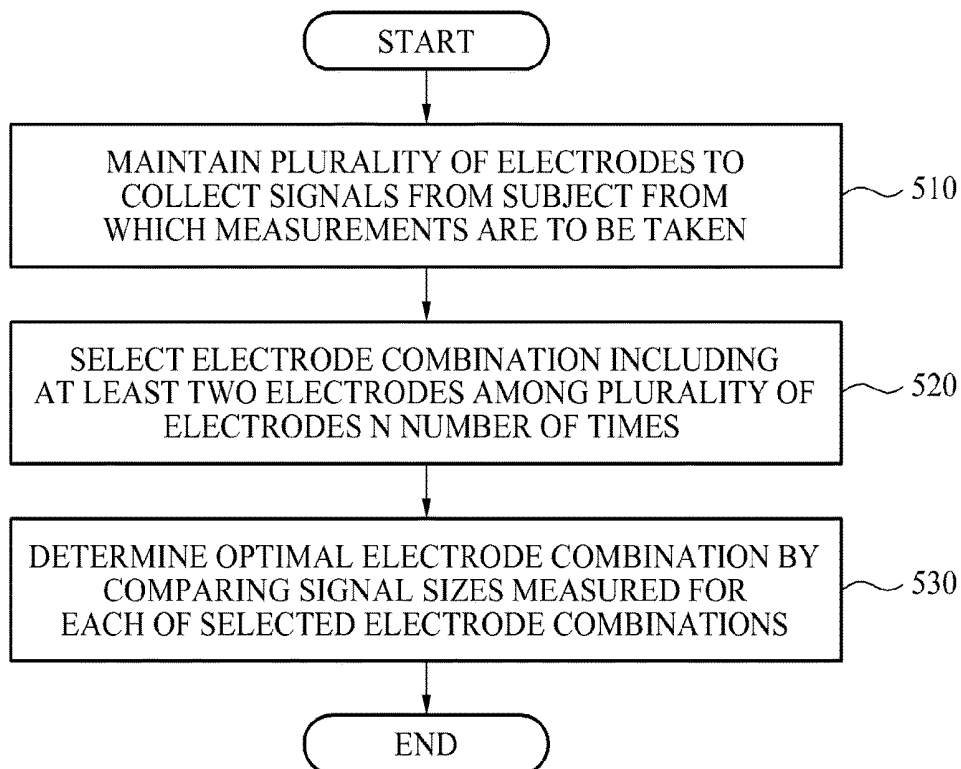 START
MAINTAIN PLURALITY OF ELECTRODES TO
COLLECT SIGNALS FROM SUBJECT FROM
WHICH MEASUREMENTS ARE TO BE TAKEN
510
SELECT ELECTRODE COMBINATION INCLUDING
AT LEAST TWO ELECTRODES AMONG PLURALITY OF
ELECTRODES N NUMBER OF TIMES
520
DETERMINE OPTIMAL ELECTRODE COMBINATION BY
COMPARING SIGNAL SIZES MEASURED FOR
EACH OF SELECTED ELECTRODE COMBINATIONS
530
END